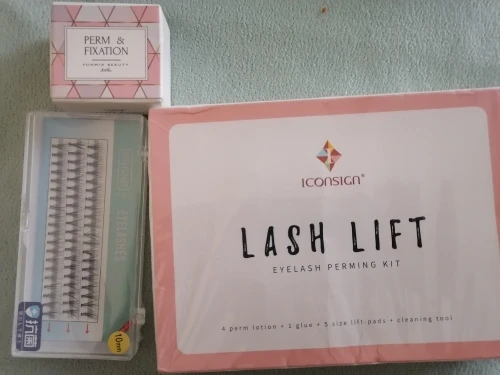 PERM &
FIXATION
ICONSIGN®
LASH LIFT
EYELASH PERMING KIT
4 perm lotion + 1 glue + 5 size lift-pads + cleaning tool
EYELASHES
10mm